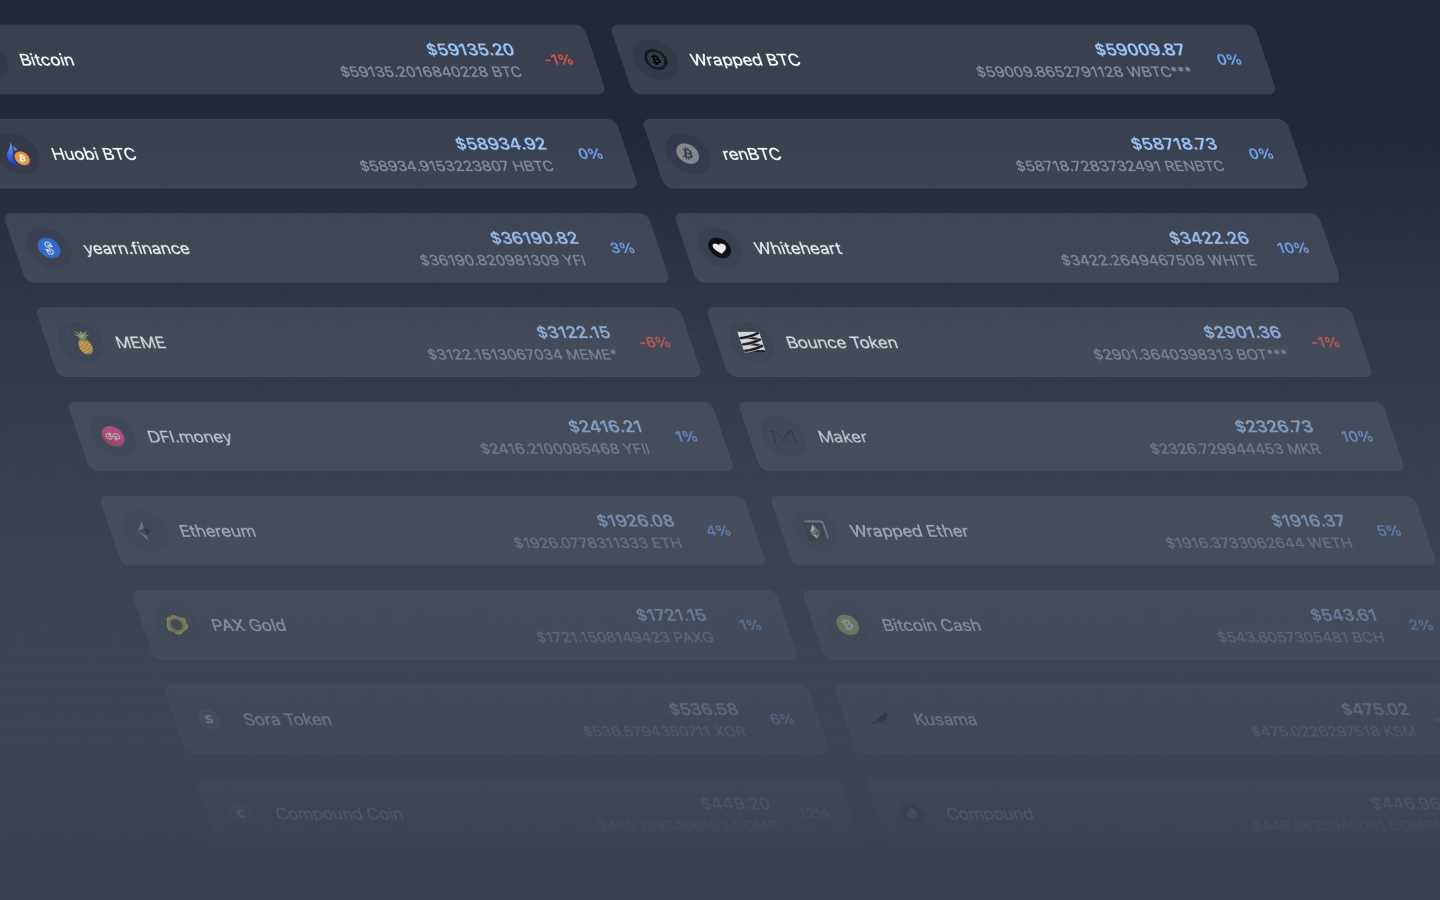 Bitcoin
$59135.20
$59135.2016840228 BTC
-1%
Wrapped BTC
$59009.87
$59009.8652791128 WBTC***
0%
Huobi BTC
$58934.92
$58934.9153223807 HBTC
0%
renBTC
$58718.73
$58718.7283732491 RENBTC
0%
yearn.finance
$36190.82
$36190.820981309 YFI
3%
Whiteheart
$3422.26
$3422.2649467508 WHITE
10%
MEME
$3122.15
$3122.1513067034 MEME*
-6%
Bounce Token
$2901.36
$2901.3640398313 BOT***
-1%
DFI.money
$2416.21
$2416.2100085468 YFII
1%
Maker
$2326.73
$2326.729944453 MKR
10%
Ethereum
$1926.08
$1926.0778311333 ETH
4%
Wrapped Ether
$1916.37
$1916.3733062644 WETH
5%
PAX Gold
$1721.15
$1721.1508149423 PAXG
1%
Bitcoin Cash
$543.61
$543.6057305481 BCH
2%
Sora Token
$536.58
$536.5794350711 XOR
6%
Kusama
$475.02
$475.0226297518 KSM
Compound Coin
$449.20
12%
Compound
$446.96